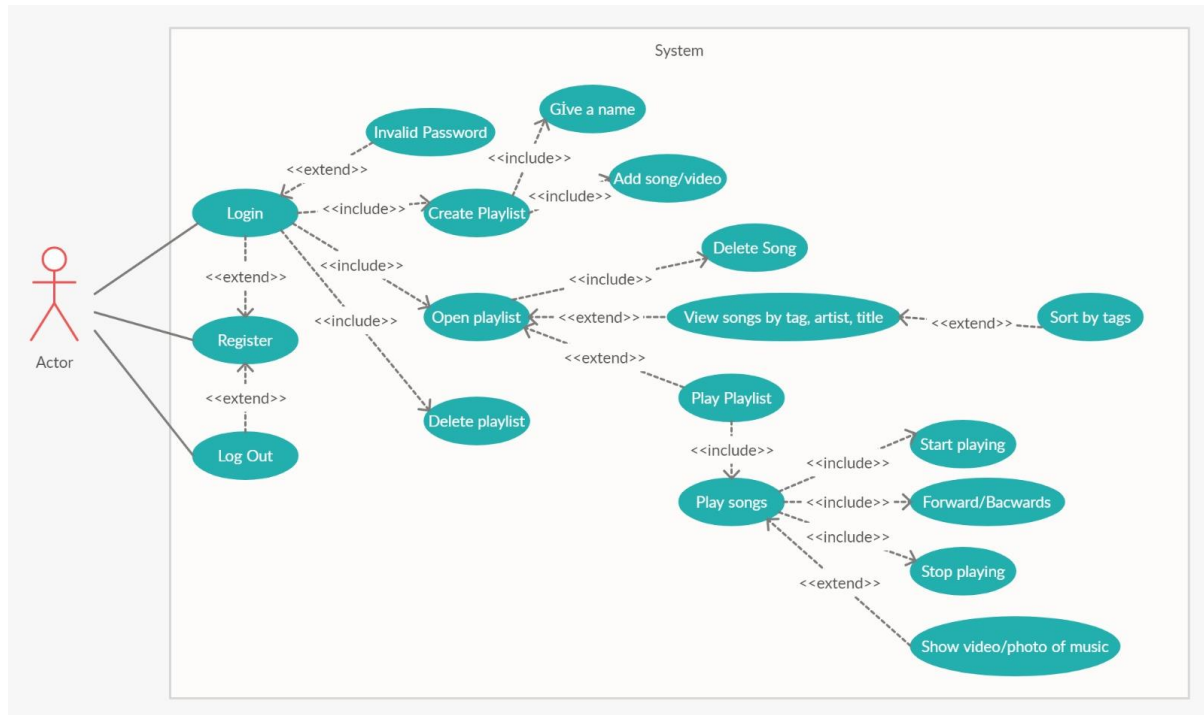 System
Gİve a name
Invalid Password
<<include>>
<<extend>>
Add song/video
<<include>>
Login
<<include>>
Create Playlist
Delete Song
<<extend>>
<<include>>
<<include>>
Open playlist
<<extend>>
View songs by tag, artist, title
<<extend>>
Sort by tags
<<include>>
Register
<<extend>>
Actor
<<extend>>
Play Playlist
Delete playlist
Log Out
<<include>>
<<include>>
Start playing
Play songs
<<include>>
Forward/Bacwards
<<include>>
Stop playing
<<extend>>
Show video/photo of music